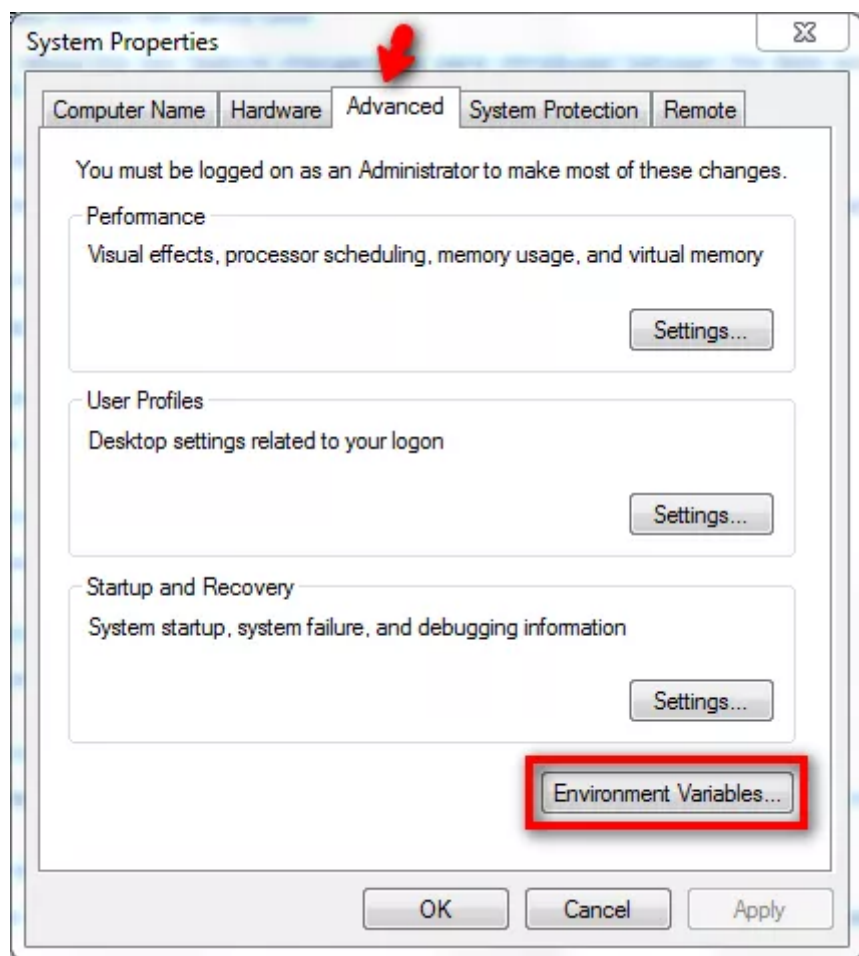 System Properties
Computer Name Hardware Advanced System Protection Remote
You must be logged on as an Administrator to make most of these changes.
Performance
Visual effects, processor scheduling, memory usage, and virtual memory
Settings...
User Profiles
Desktop settings related to your logon
Settings...
Startup and Recovery
System startup, system failure, and debugging information
Settings...
Environment Variables...
OK Cancel Apply